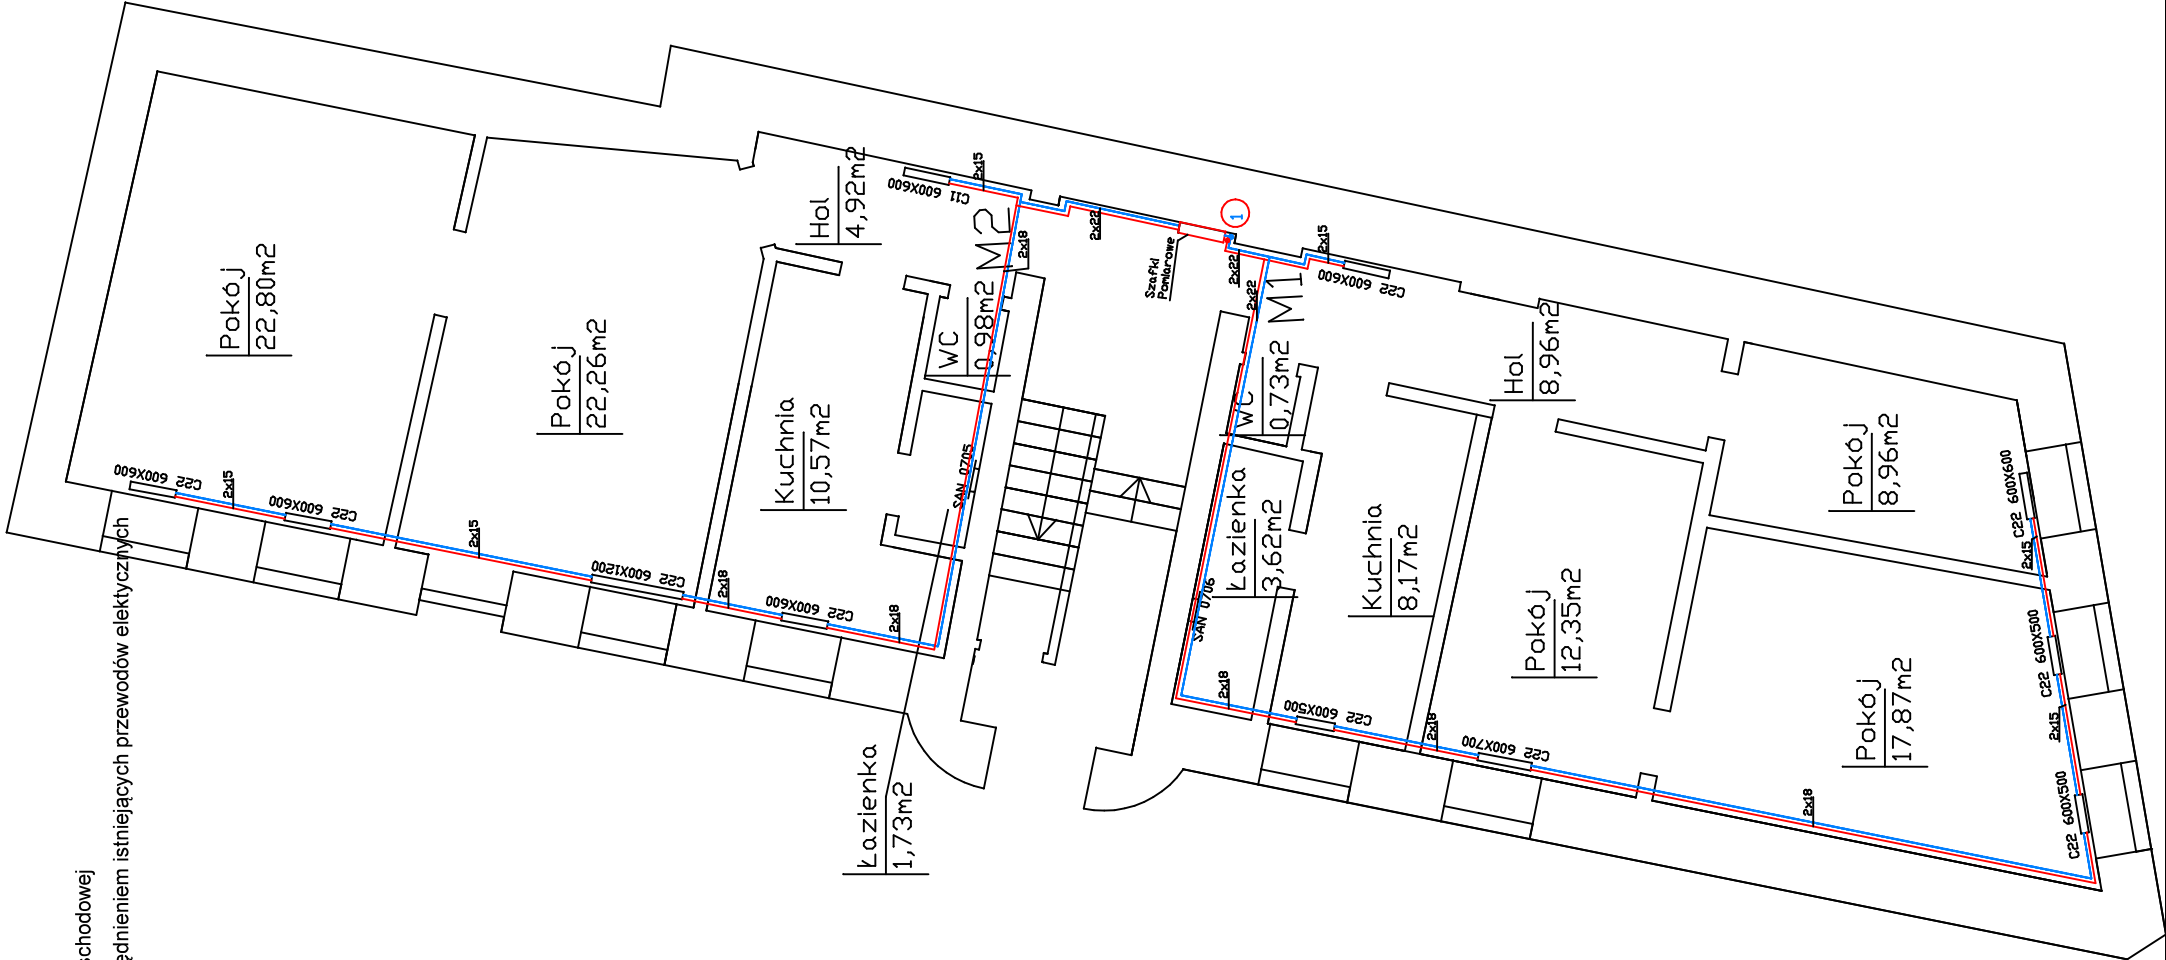 Pokój
22,80m2
Pokój
22,26m2
Kuchnia
10,57m2
Hol
4,92m2
WC
0,98m2
M2
Łazienka
1,73m2
C22 600X600
2x15
C22 600X600
2x15
C22 600X1200
2x18
C22 600X600
2x18
SAN 0705
C11 600X600
2x15
2x18
2x22
Szafki
Pomiarowe
1
2x22
2x22
2x15
C22 600X600
M1
WC
0,73m2
Łazienka
3,62m2
SAN 0706
2x18
Kuchnia
8,17m2
C22 600X500
2x18
Hol
8,96m2
Pokój
12,35m2
C22 600X700
2x18
Pokój
8,96m2
C22 600X600
2x15
Pokój
17,87m2
C22 600X500
2x15
C22 600X500
schodowej
ędnieniem istniejących przewodów elektycznych